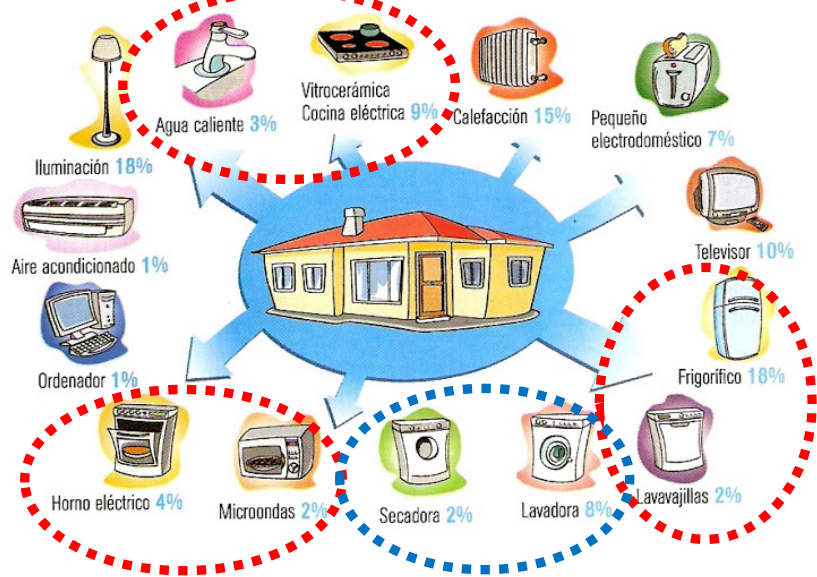 Agua caliente 3%
Vitrocerámica
Cocina eléctrica 9%
Calefacción 15%
Pequeño
electrodoméstico 7%
Iluminación 18%
Televisor 10%
Aire acondicionado 1%
Ordenador 1%
Frigorífico 18%
Horno eléctrico 4%
Microondas 2%
Secadora 2%
Lavadora 8%
Lavavajillas 2%